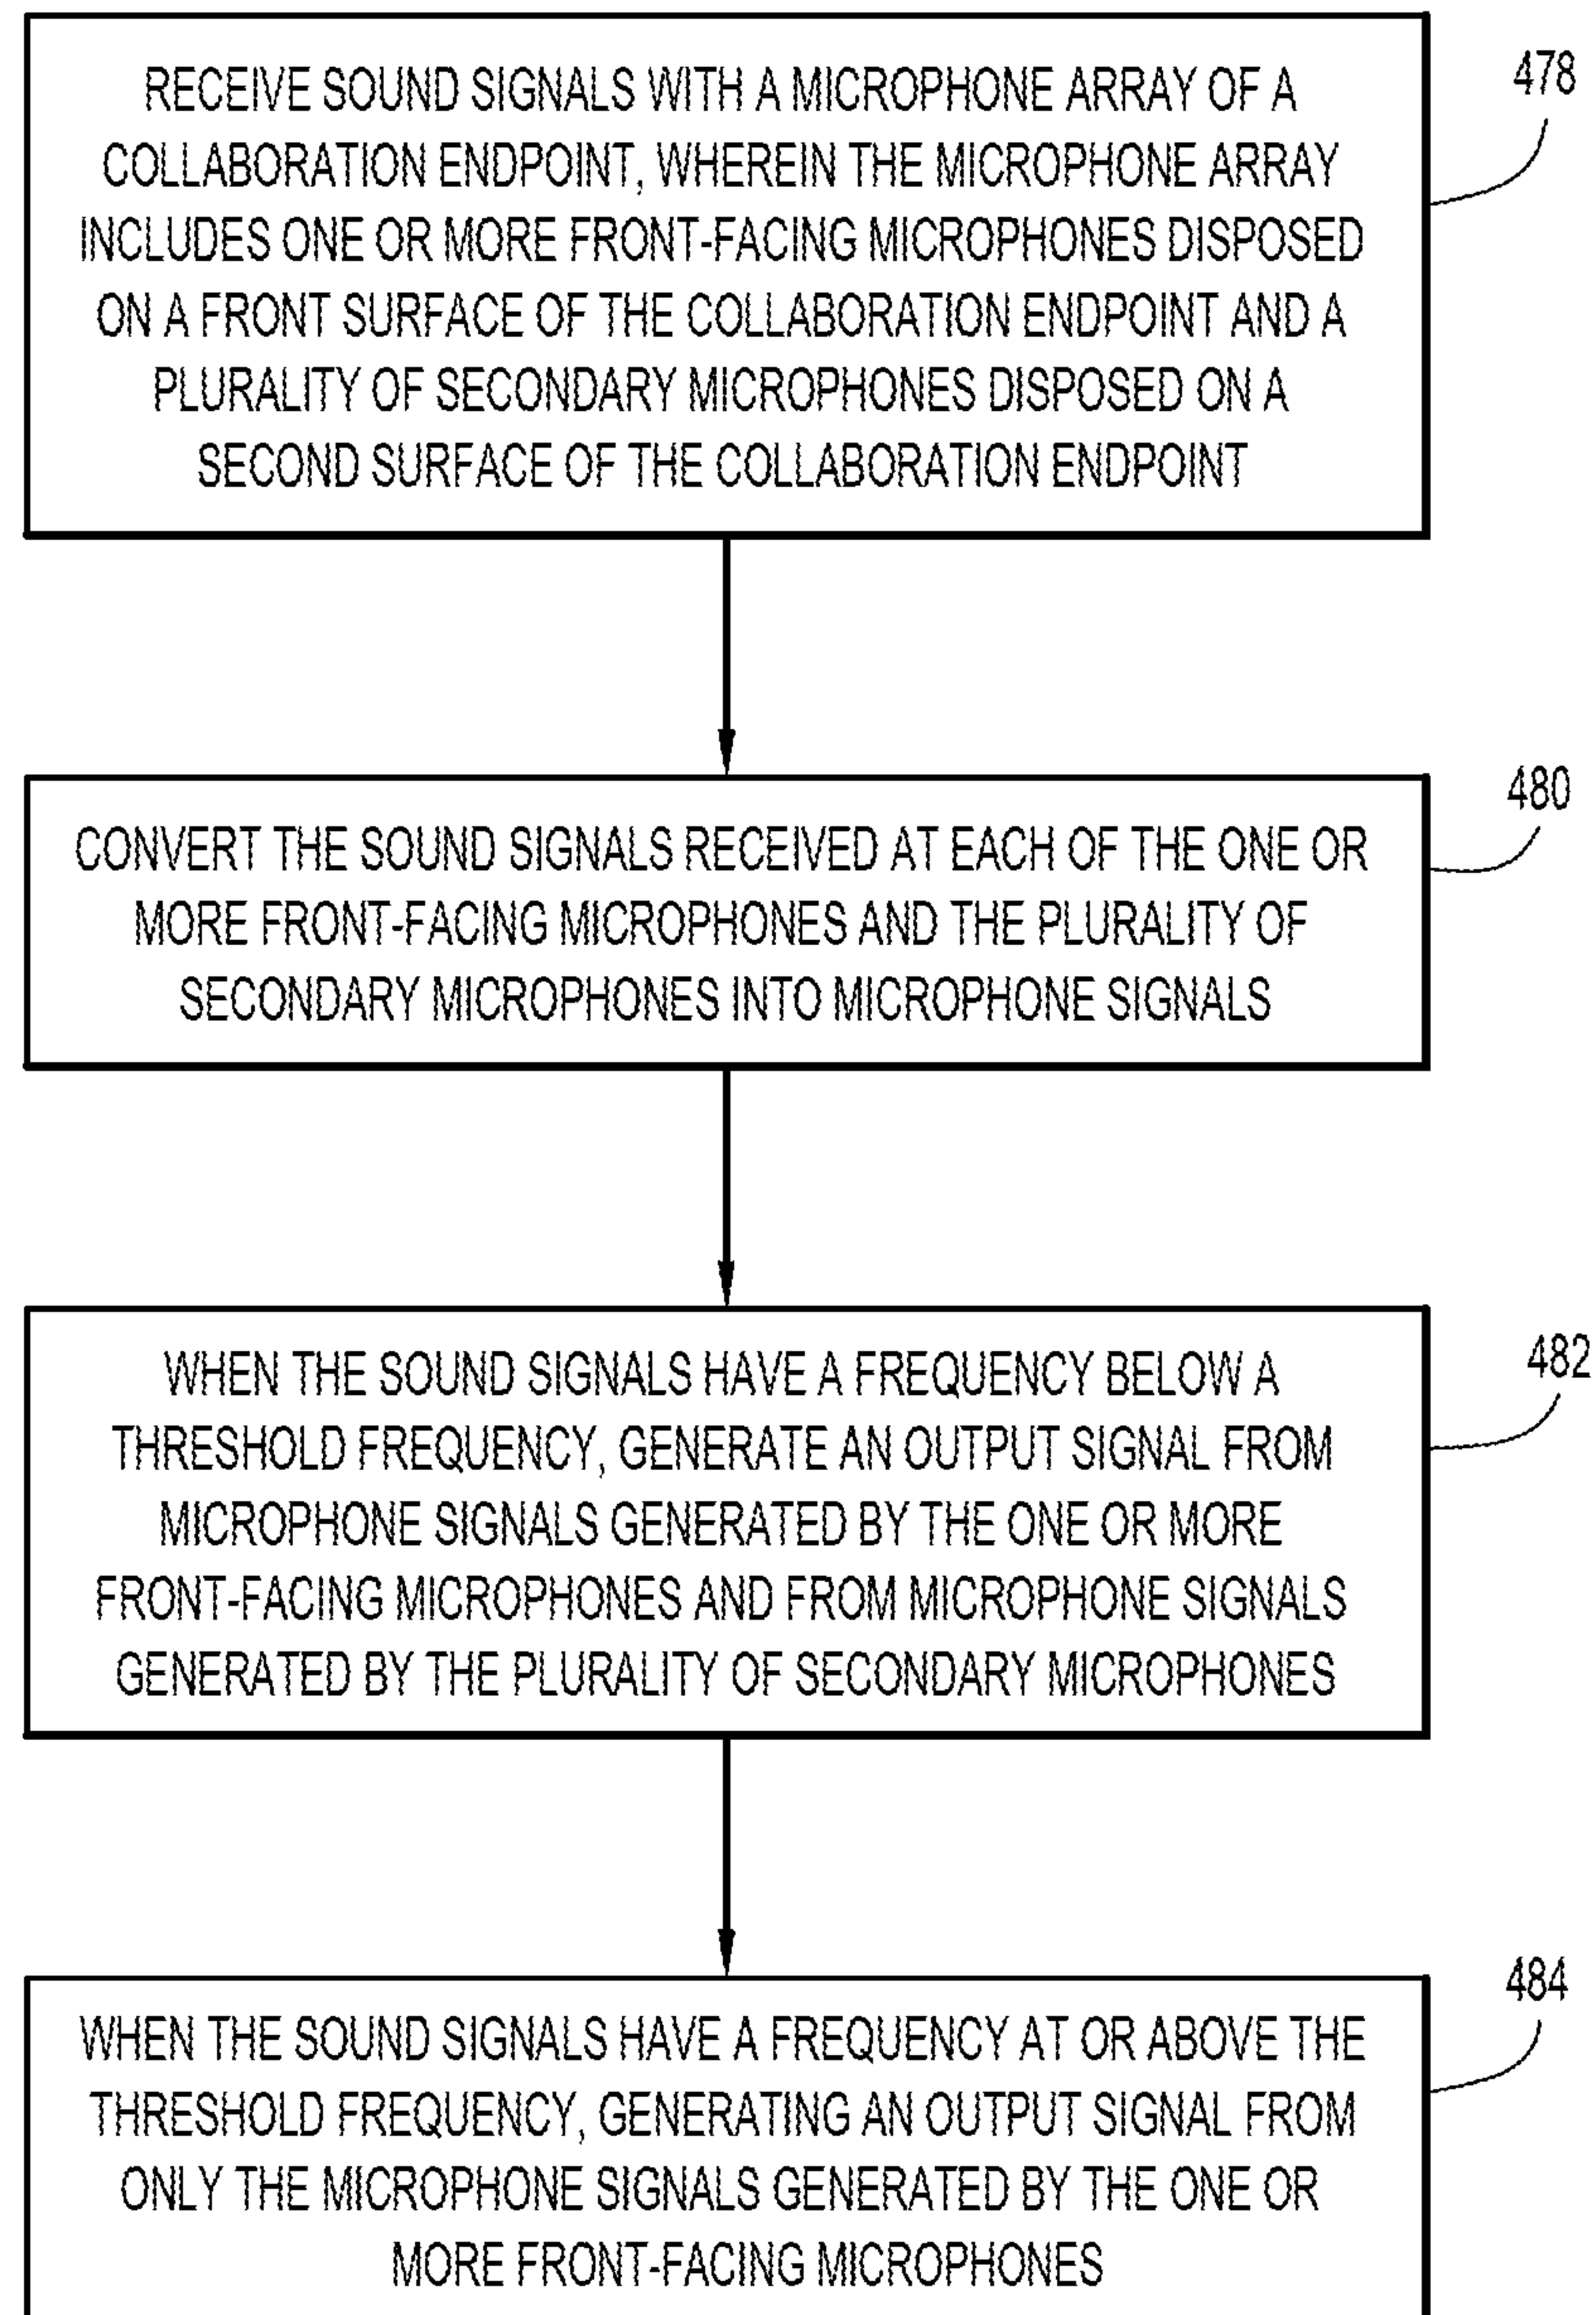 RECEIVE SOUND SIGNALS WITH A MICROPHONE ARRAY OF A
COLLABORATION ENDPOINT, WHEREIN THE MICROPHONE ARRAY
INCLUDES ONE OR MORE FRONT-FACING MICROPHONES DISPOSED
ON A FRONT SURFACE OF THE COLLABORATION ENDPOINT AND A
PLURALITY OF SECONDARY MICROPHONES DISPOSED ON A
SECOND SURFACE OF THE COLLABORATION ENDPOINT
478
CONVERT THE SOUND SIGNALS RECEIVED AT EACH OF THE ONE OR
MORE FRONT-FACING MICROPHONES AND THE PLURALITY OF
SECONDARY MICROPHONES INTO MICROPHONE SIGNALS
480
WHEN THE SOUND SIGNALS HAVE A FREQUENCY BELOW A
THRESHOLD FREQUENCY, GENERATE AN OUTPUT SIGNAL FROM
MICROPHONE SIGNALS GENERATED BY THE ONE OR MORE
FRONT-FACING MICROPHONES AND FROM MICROPHONE SIGNALS
GENERATED BY THE PLURALITY OF SECONDARY MICROPHONES
482
WHEN THE SOUND SIGNALS HAVE A FREQUENCY AT OR ABOVE THE
THRESHOLD FREQUENCY, GENERATING AN OUTPUT SIGNAL FROM
ONLY THE MICROPHONE SIGNALS GENERATED BY THE ONE OR
MORE FRONT-FACING MICROPHONES
484